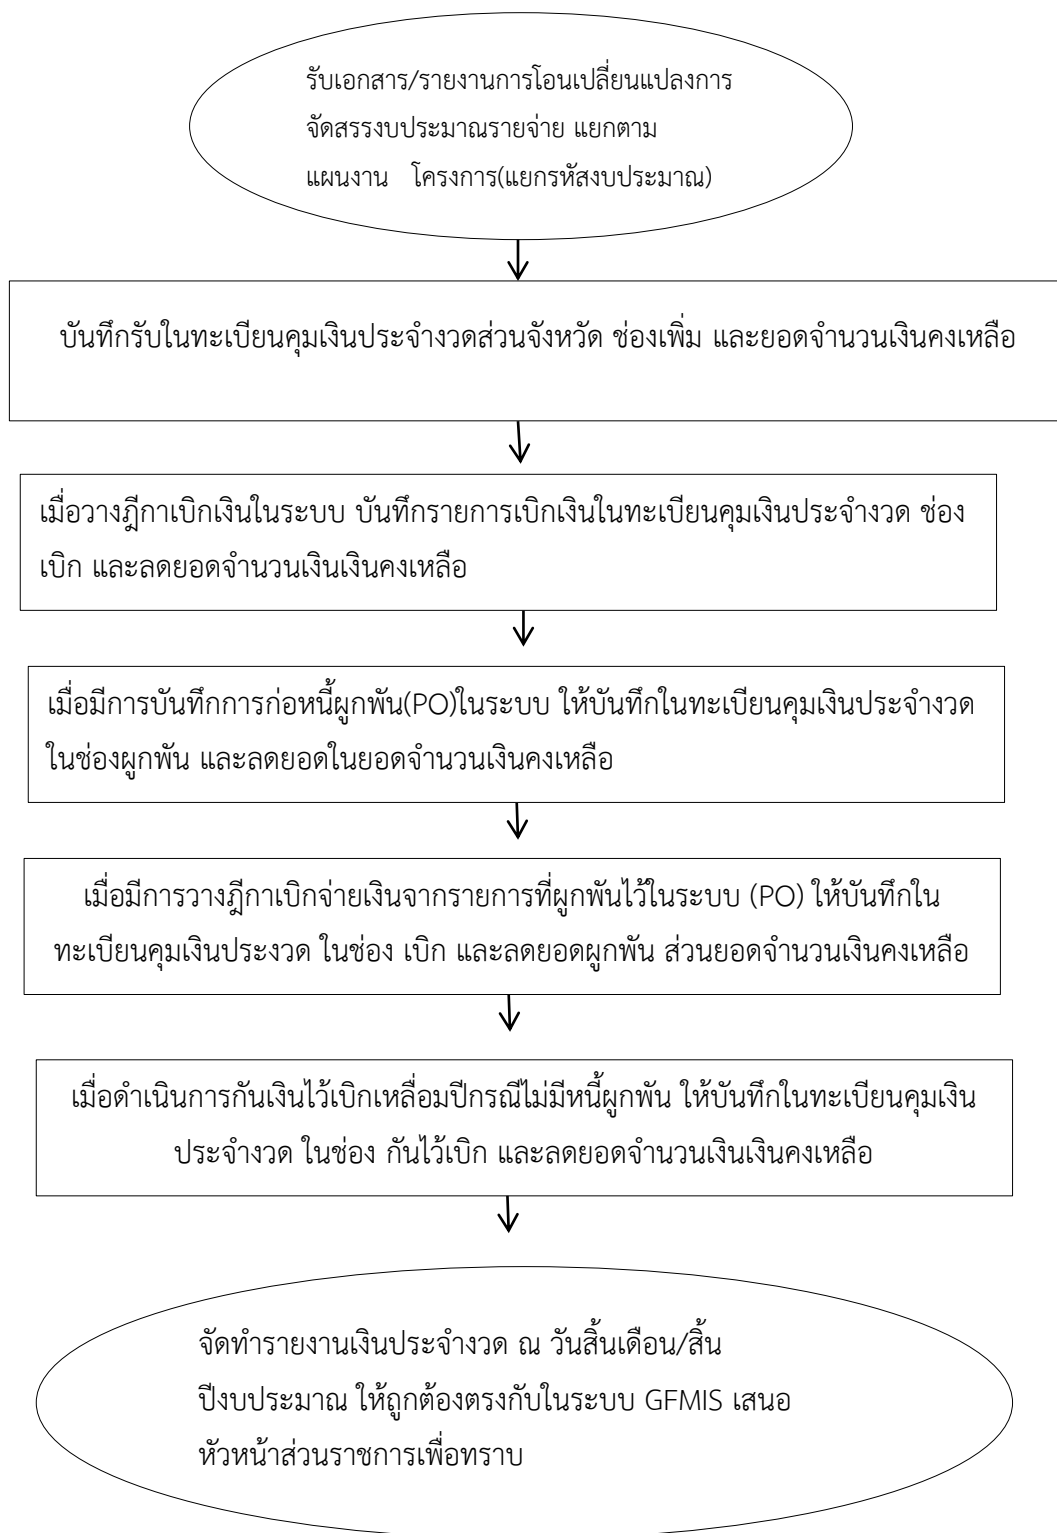 รับเอกสาร/รายงานการโอนเปลี่ยนแปลงการ
จัดสรรงบประมาณรายจ่าย แยกตาม
แผนงาน โครงการ(แยกรหัสงบประมาณ)
บันทึกรับในทะเบียนคุมเงินประจำงวดส่วนจังหวัด ช่องเพิ่ม และยอดจำนวนเงินคงเหลือ
เมื่อวางฎีกาเบิกเงินในระบบ บันทึกรายการเบิกเงินในทะเบียนคุมเงินประจำงวด ช่อง
เบิก และลดยอดจำนวนเงินเงินคงเหลือ
เมื่อมีการบันทึกการก่อหนี้ผูกพัน(PO)ในระบบ ให้บันทึกในทะเบียนคุมเงินประจำงวด
ในช่องผูกพัน และลดยอดในยอดจำนวนเงินคงเหลือ
เมื่อมีการวางฎีกาเบิกจ่ายเงินจากรายการที่ผูกพันไว้ในระบบ (PO) ให้บันทึกใน
ทะเบียนคุมเงินประงวด ในช่อง เบิก และลดยอดผูกพัน ส่วนยอดจำนวนเงินคงเหลือ
เมื่อดำเนินการกันเงินไว้เบิกเหลื่อมปีกรณีไม่มีหนี้ผูกพัน ให้บันทึกในทะเบียนคุมเงิน
ประจำงวด ในช่อง กันไว้เบิก และลดยอดจำนวนเงินเงินคงเหลือ
จัดทำรายงานเงินประจำงวด ณ วันสิ้นเดือน/สิ้น
ปีงบประมาณ ให้ถูกต้องตรงกับในระบบ GFMIS เสนอ
หัวหน้าส่วนราชการเพื่อทราบ